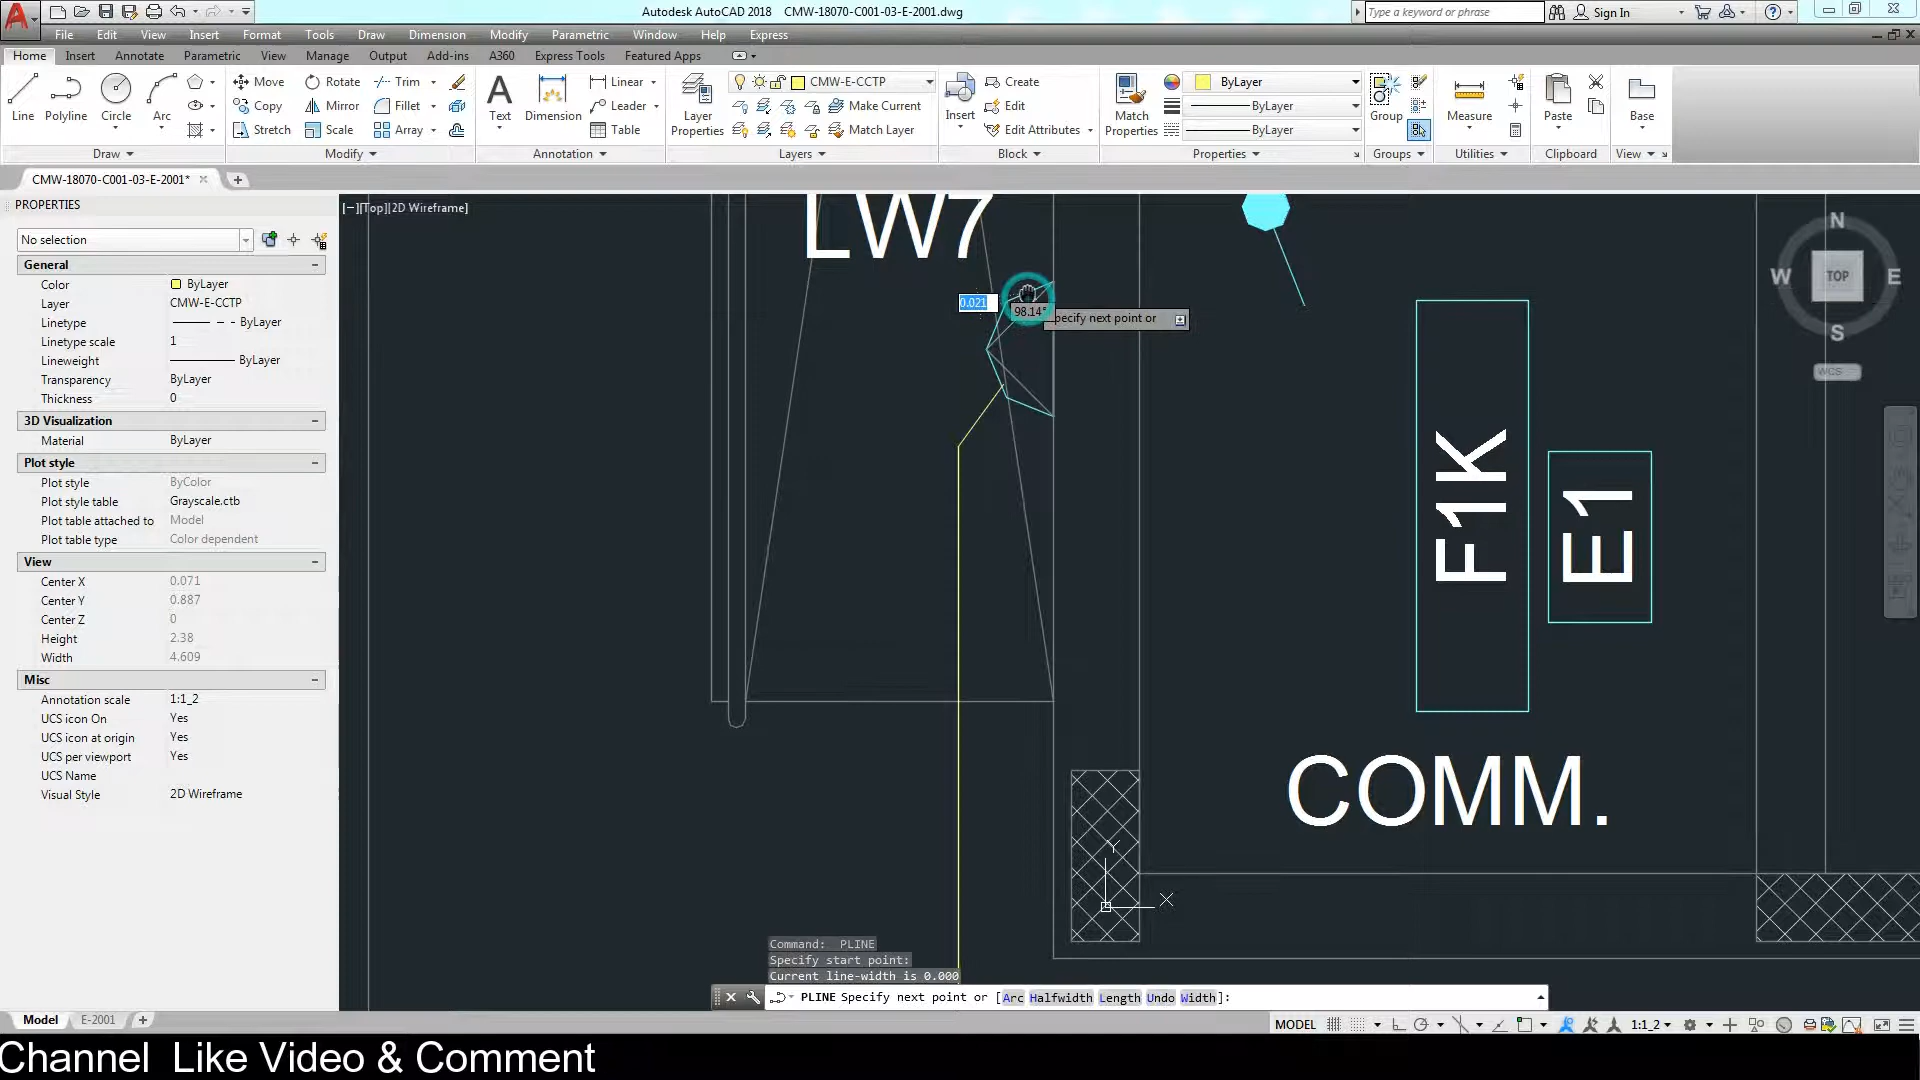 Autodesk AutoCAD 2018 CMW-18070-C001-03-E-2001.dwg
Type a keyword or phrase
Sign In
File Edit View Insert Format Tools Draw Dimension Modify Parametric Window Help Express
Home Insert Annotate Parametric View Manage Output Add-ins A360 Express Tools Featured Apps
Line Polyline Circle Arc
Move Rotate Trim
Copy Mirror Fillet
Stretch Scale Array
Text Dimension
Linear
Leader
Table
Layer Properties
CMW-E-CCTP
Make Current
Match Layer
Insert
Create
Edit
Edit Attributes
Match Properties
ByLayer
ByLayer
ByLayer
Group
Measure
Paste
Base
Draw Modify Annotation Layers Block Properties Groups Utilities Clipboard View
CMW-18070-C001-03-E-2001*
PROPERTIES
No selection
General
Color ByLayer
Layer CMW-E-CCTP
Linetype ByLayer
Linetype scale 1
Lineweight ByLayer
Transparency ByLayer
Thickness 0
3D Visualization
Material ByLayer
Plot style
Plot style ByColor
Plot style table Grayscale.ctb
Plot table attached to Model
Plot table type Color dependent
View
Center X 0.071
Center Y 0.887
Center Z 0
Height 2.38
Width 4.609
Misc
Annotation scale 1:1_2
UCS icon On Yes
UCS icon at origin Yes
UCS per viewport Yes
UCS Name
Visual Style 2D Wireframe
[−][Top][2D Wireframe]
LW7
0.021
98.14°
pecify next point or
F1K
E1
COMM.
Y
X
N
W TOP E
S
WCS
Command: PLINE
Specify start point:
Current line-width is 0.000
PLINE Specify next point or [Arc Halfwidth Length Undo Width]:
Model E-2001
MODEL 1:1_2
Channel Like Video & Comment